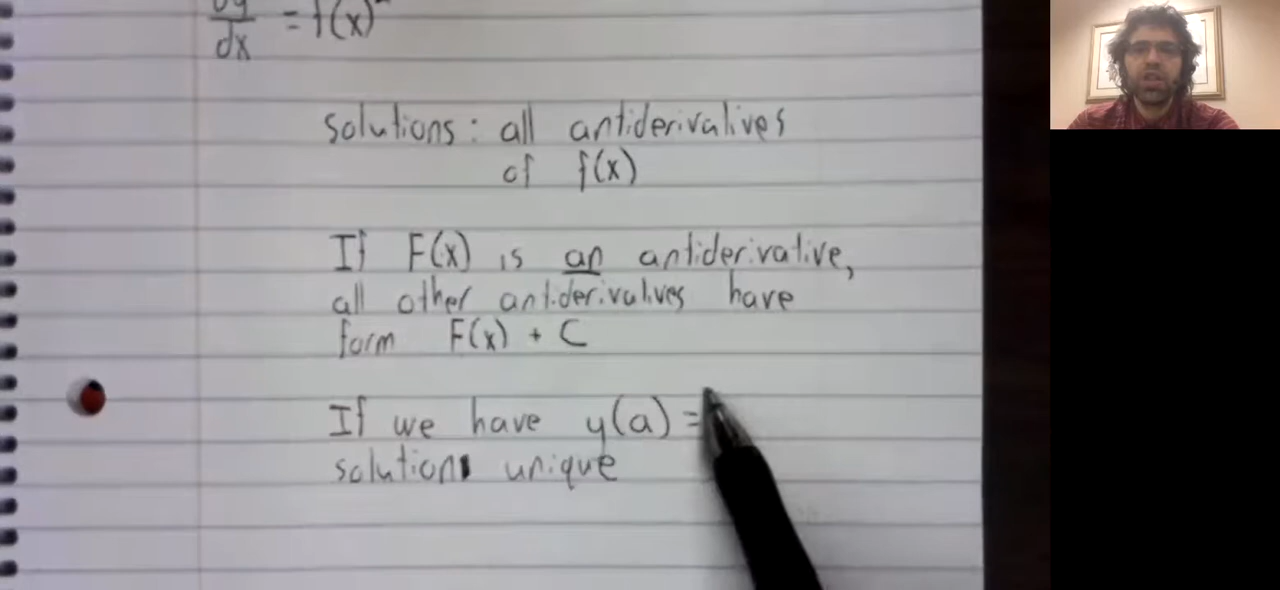 dy/dx = f(x)
solutions: all antiderivatives
of f(x)
If F(x) is an antiderivative,
all other antiderivatives have
form F(x) + C
If we have y(a) =
solution unique